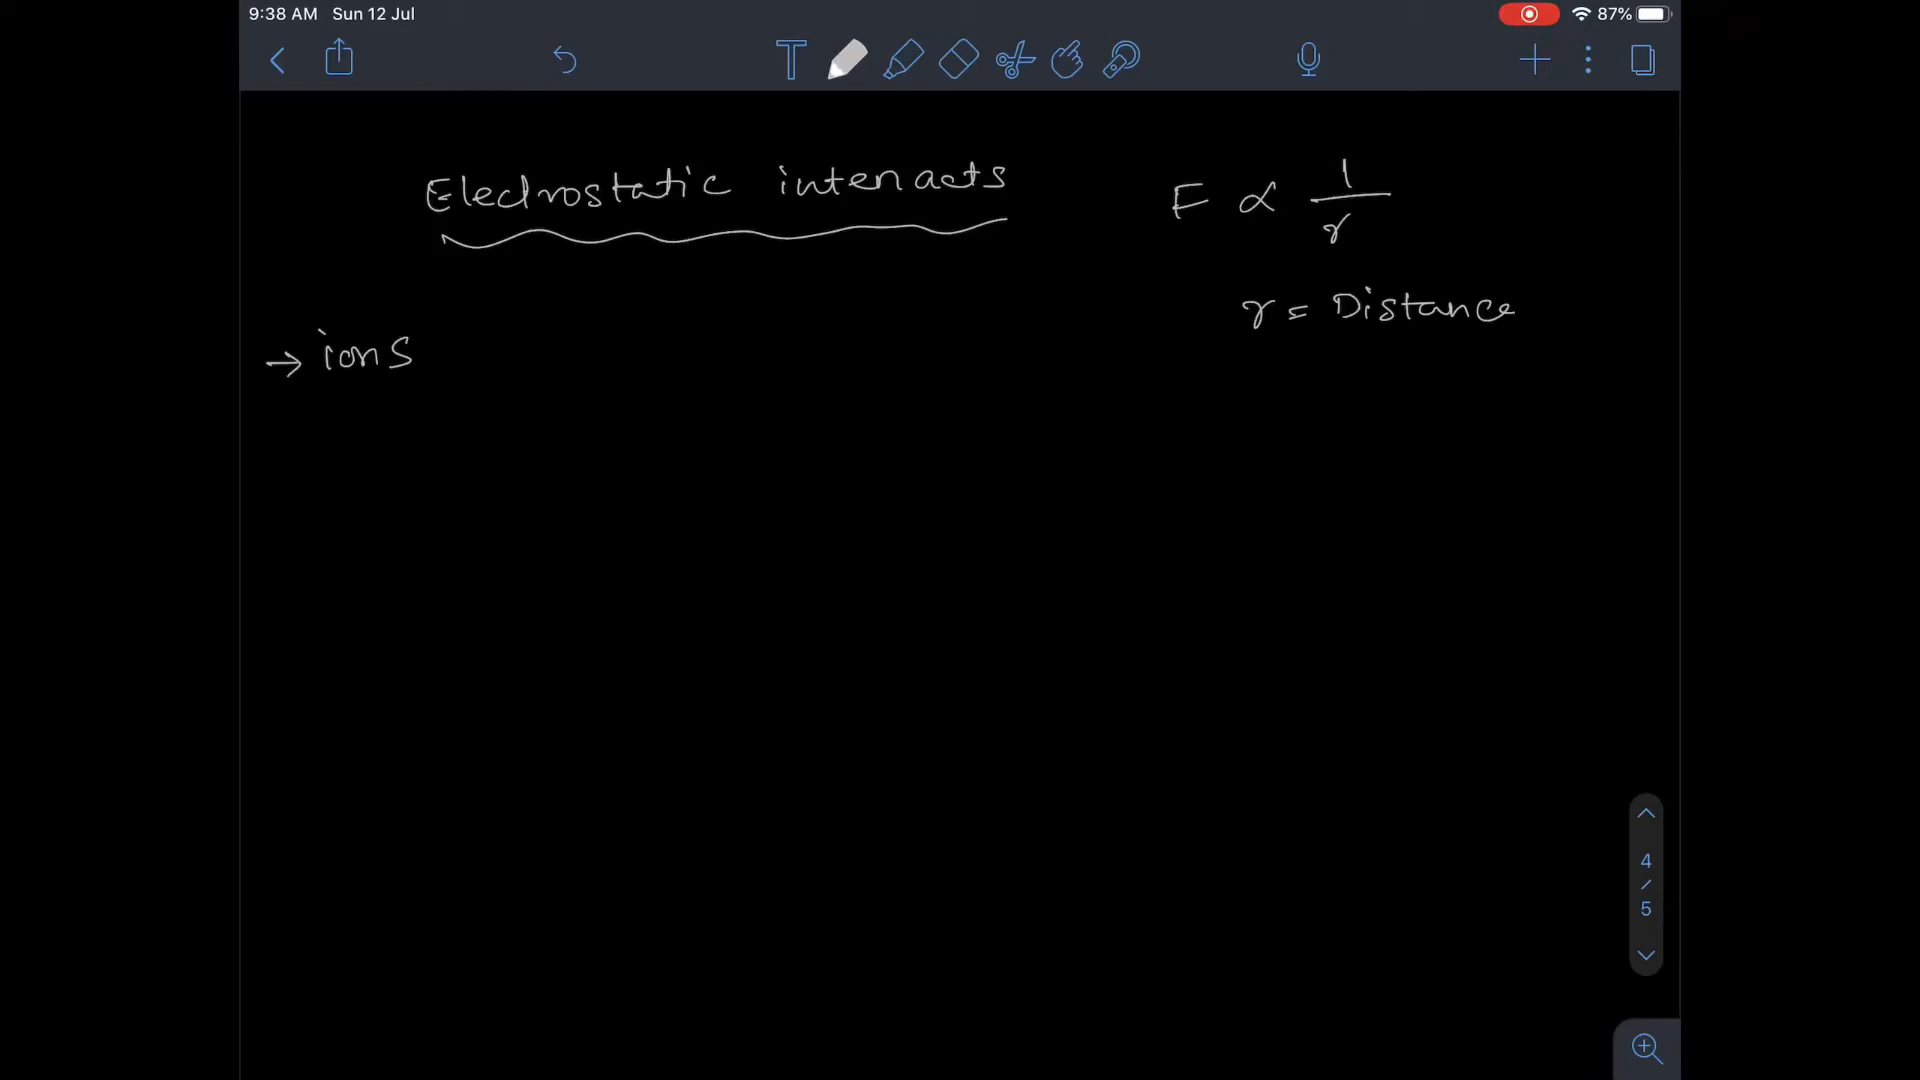 9:38 AM Sun 12 Jul
87%
T
Electrostatic interacts
F ∝ 1/r
r = Distance
→ ions
4
/
5